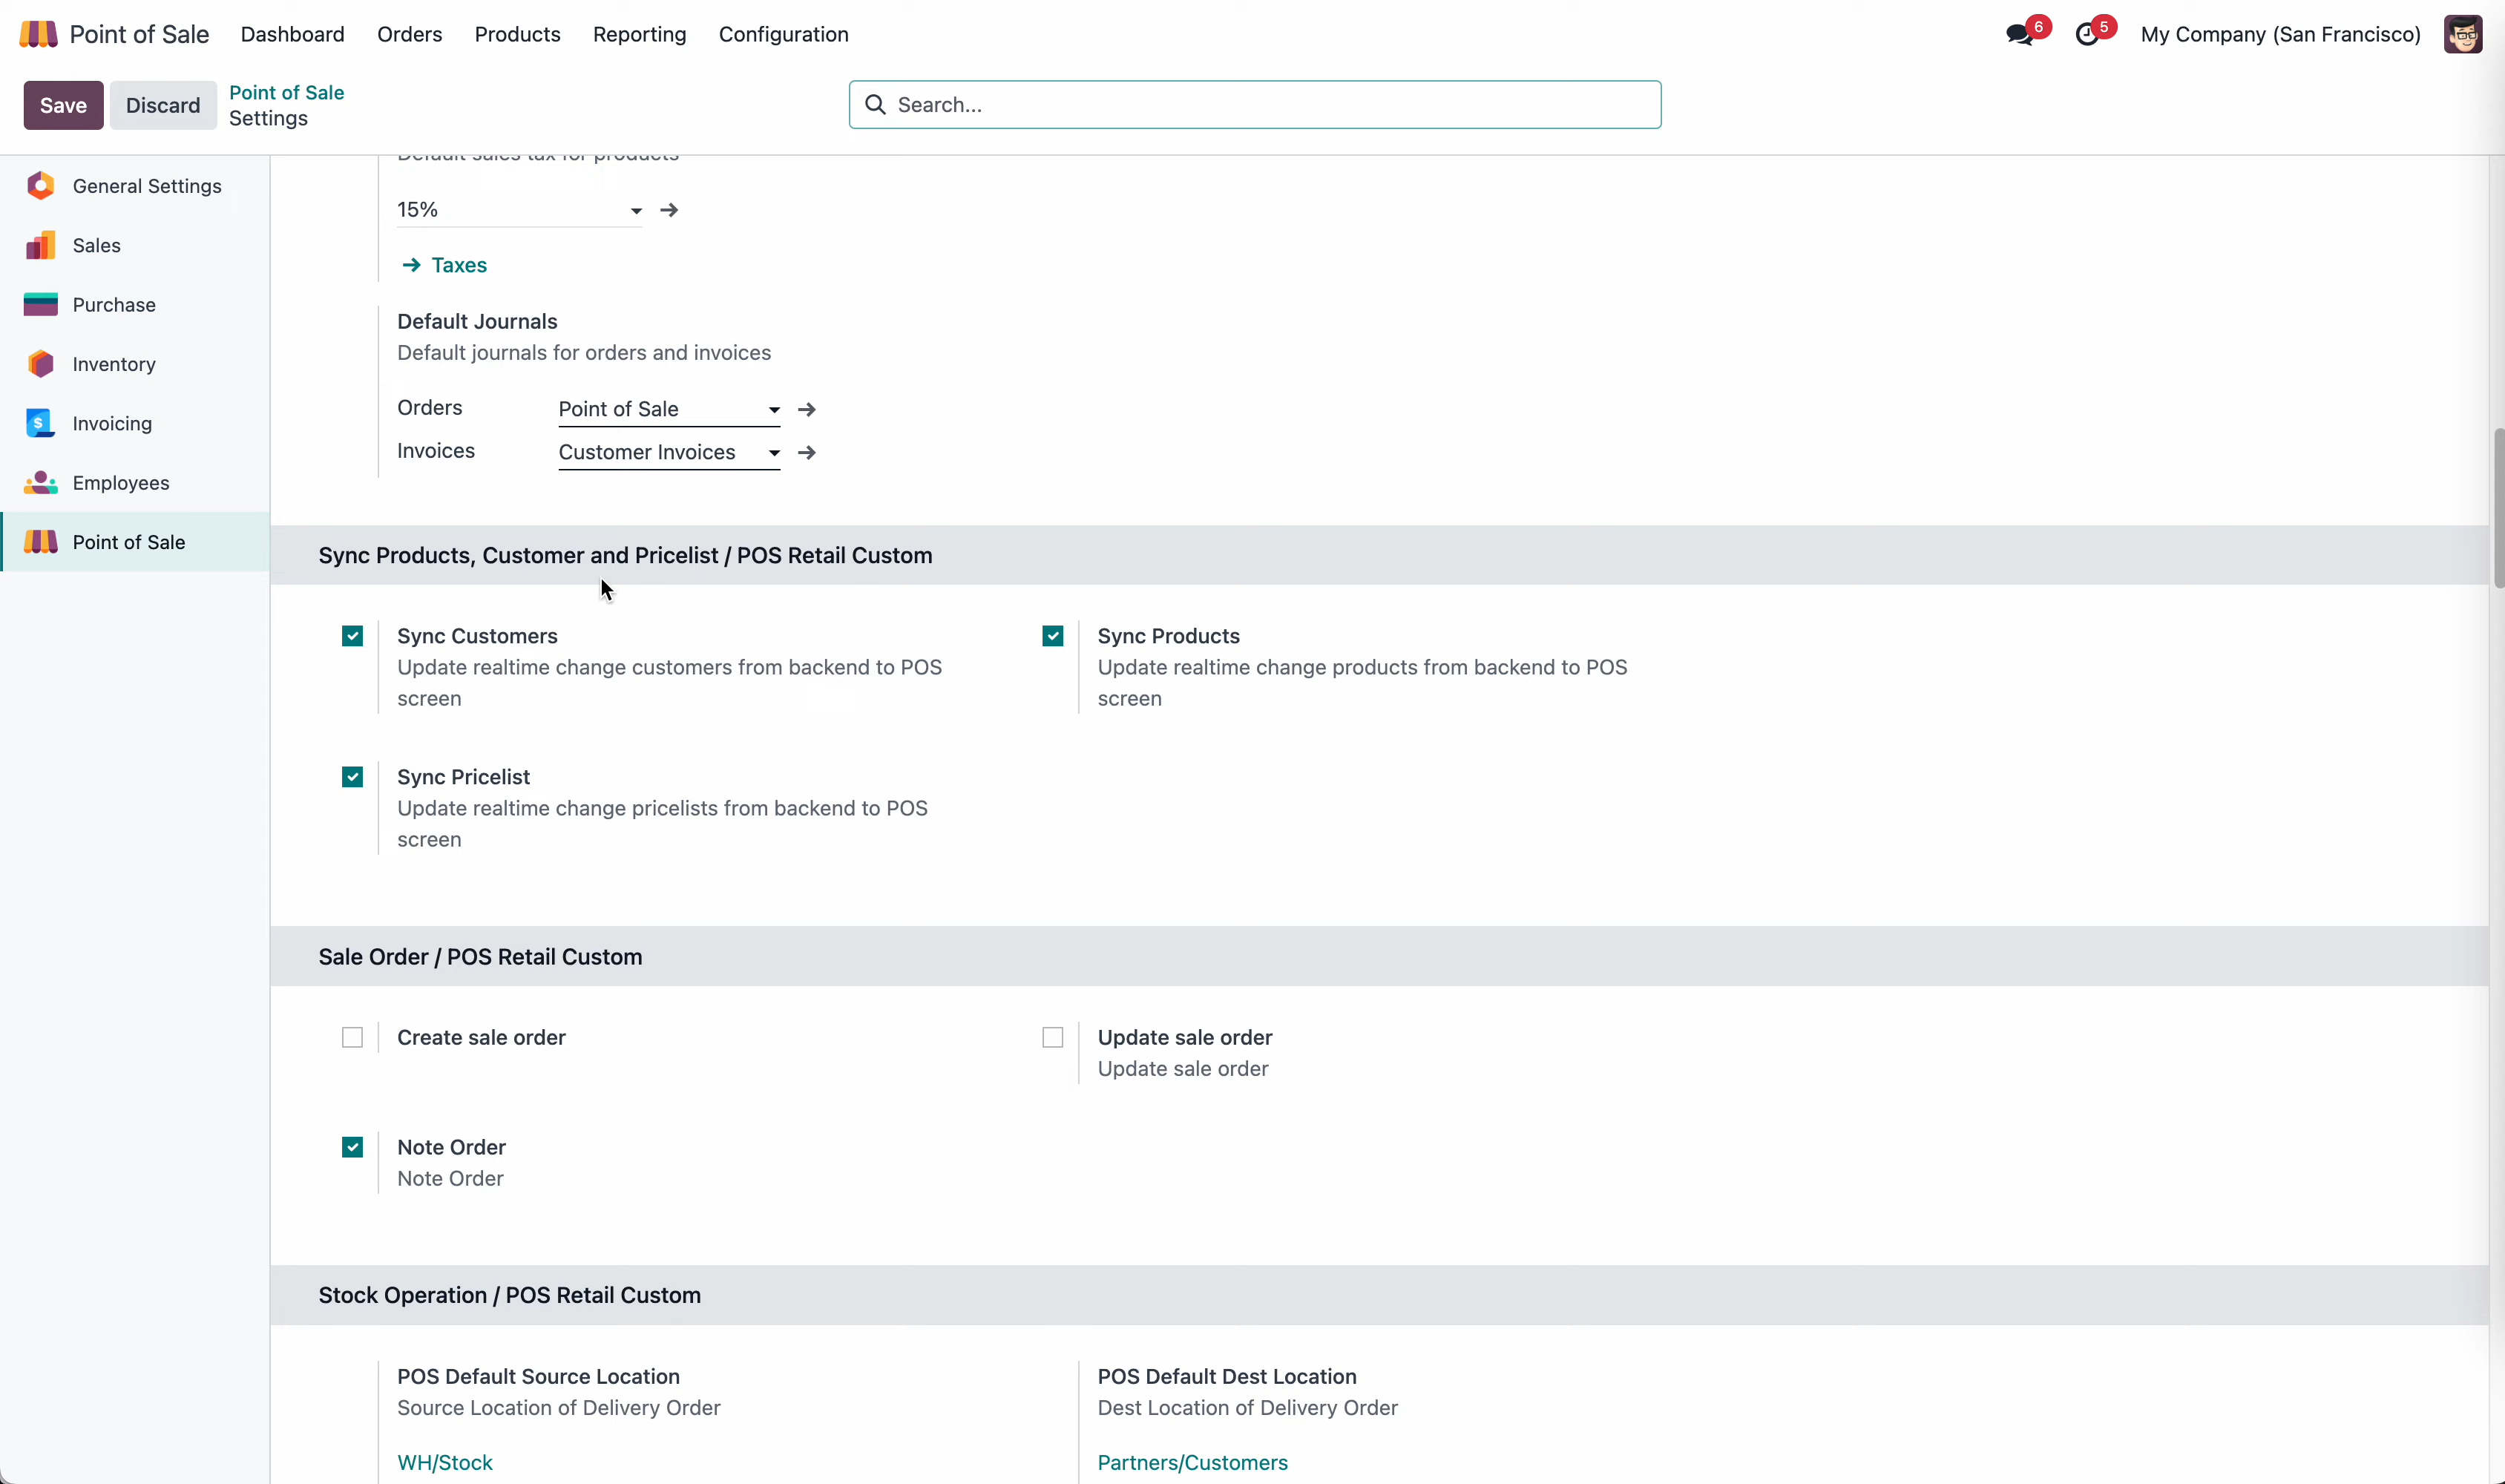 Point of Sale
Dashboard
Orders
Products
Reporting
Configuration
6
5
My Company (San Francisco)
Save
Discard
Point of Sale
Settings
Search...
General Settings
Sales
Purchase
Inventory
$
Invoicing
Employees
Point of Sale
Default sales tax for products
15%
Taxes
Default Journals
Default journals for orders and invoices
Orders
Point of Sale
Invoices
Customer Invoices
Sync Products, Customer and Pricelist / POS Retail Custom
Sync Customers
Update realtime change customers from backend to POS
screen
Sync Products
Update realtime change products from backend to POS
screen
Sync Pricelist
Update realtime change pricelists from backend to POS
screen
Sale Order / POS Retail Custom
Create sale order
Update sale order
Update sale order
Note Order
Note Order
Stock Operation / POS Retail Custom
POS Default Source Location
Source Location of Delivery Order
WH/Stock
POS Default Dest Location
Dest Location of Delivery Order
Partners/Customers